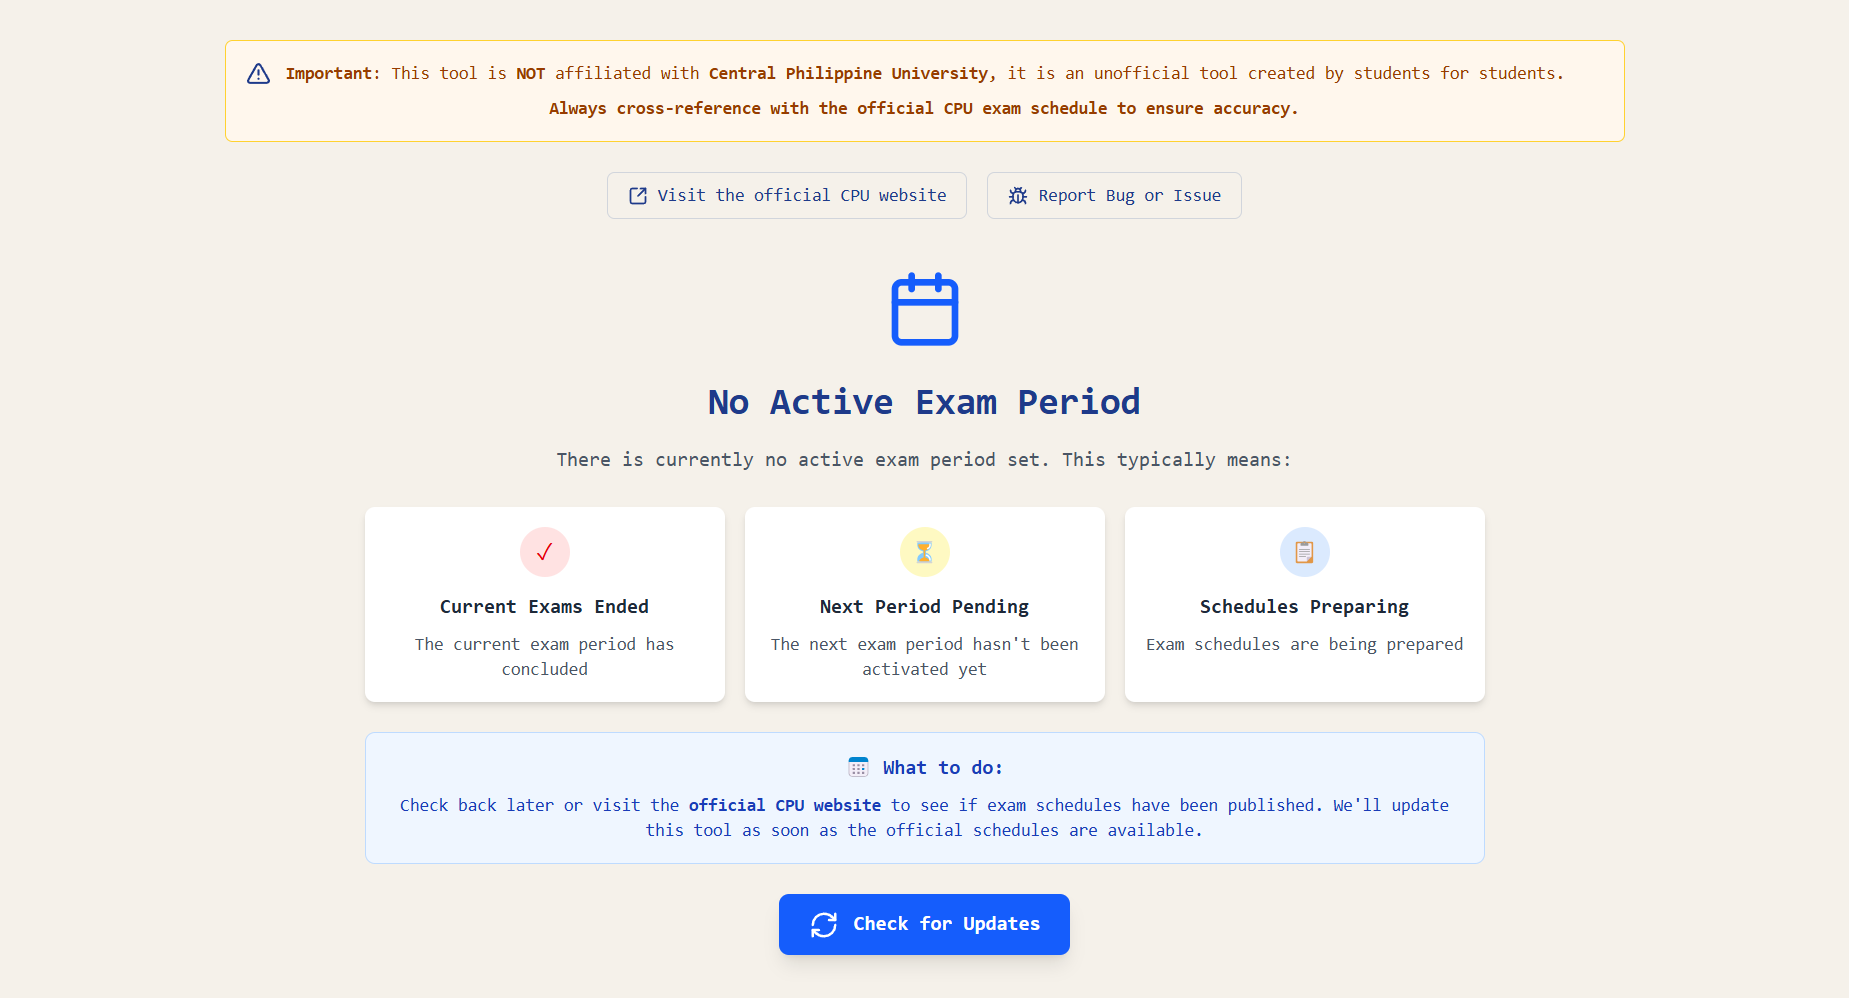 Important: This tool is NOT affiliated with Central Philippine University, it is an unofficial tool created by students for students.
Always cross-reference with the official CPU exam schedule to ensure accuracy.
Visit the official CPU website
Report Bug or Issue
No Active Exam Period
There is currently no active exam period set. This typically means:
Current Exams Ended
The current exam period has
concluded
Next Period Pending
The next exam period hasn't been
activated yet
Schedules Preparing
Exam schedules are being prepared
What to do:
Check back later or visit the official CPU website to see if exam schedules have been published. We'll update
this tool as soon as the official schedules are available.
Check for Updates